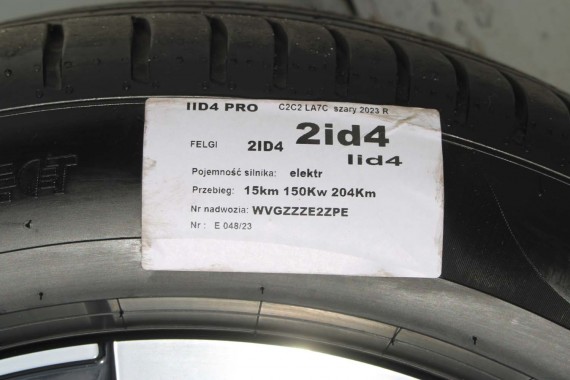 IID4 PRO C2C2 LA7C szary 2023 R
FELGI 2ID4 2id4
Iid4
Pojemność silnika: elektr
Przebieg: 15km 150Kw 204Km
Nr nadwozia: WVGZZZE2ZPE
Nr : E 048/23